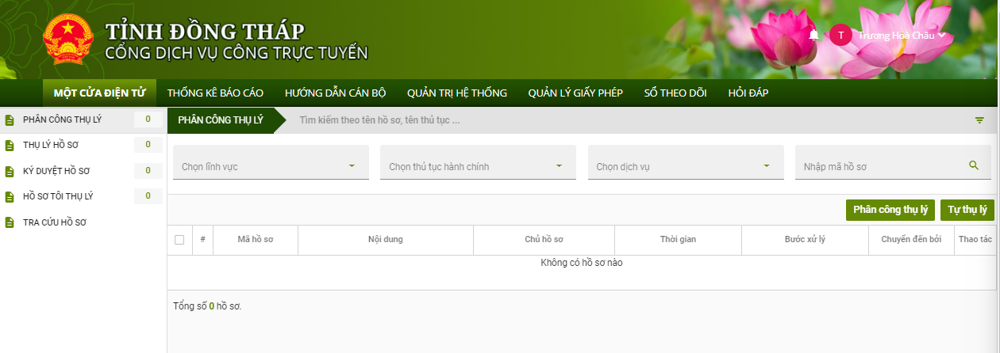 TỈNH ĐỒNG THÁP
CỔNG DỊCH VỤ CÔNG TRỰC TUYẾN
T Trương Hoà Châu
MỘT CỬA ĐIỆN TỬ THỐNG KÊ BÁO CÁO HƯỚNG DẪN CÁN BỘ QUẢN TRỊ HỆ THỐNG QUẢN LÝ GIẤY PHÉP SỔ THEO DÕI HỎI ĐÁP
PHÂN CÔNG THỤ LÝ 0
THỤ LÝ HỒ SƠ 0
KÝ DUYỆT HỒ SƠ 0
HỒ SƠ TÔI THỤ LÝ 0
TRA CỨU HỒ SƠ
PHÂN CÔNG THỤ LÝ Tìm kiếm theo tên hồ sơ, tên thủ tục ...
Chọn lĩnh vực Chọn thủ tục hành chính Chọn dịch vụ Nhập mã hồ sơ
Phân công thụ lý Tự thụ lý
# Mã hồ sơ Nội dung Chủ hồ sơ Thời gian Bước xử lý Chuyển đến bởi Thao tác
Không có hồ sơ nào
Tổng số 0 hồ sơ.